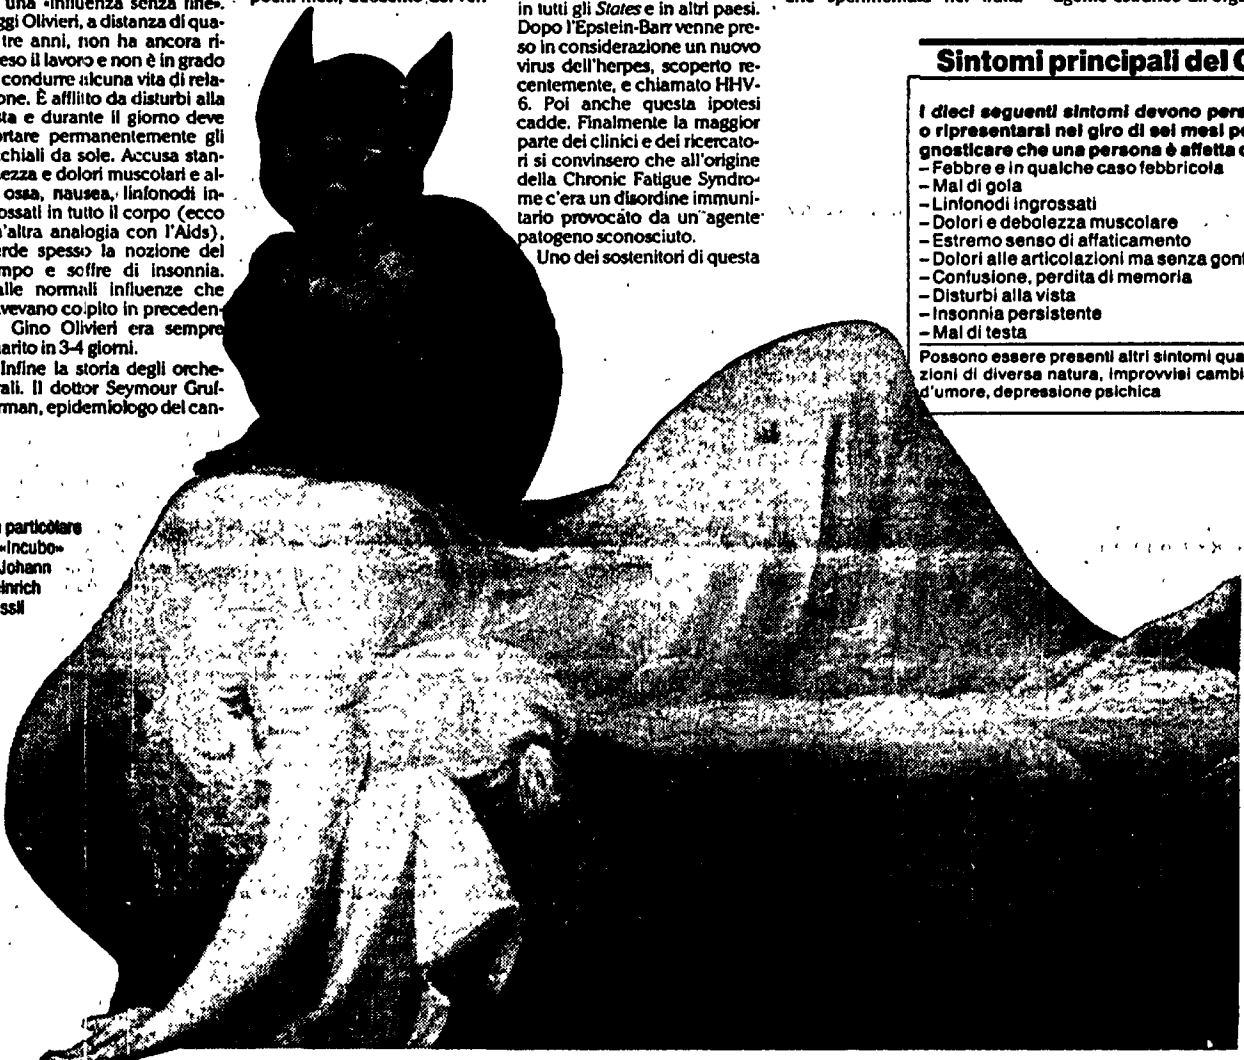 una «influenza senza fine».
ggi Olivieri, a distanza di qua-
tre anni, non ha ancora ri-
eso il lavoro e non è in grado
condurre alcuna vita di rela-
one. È afflitto da disturbi alla
sta e durante il giorno deve
ortare permanentemente gli
chiali da sole. Accusa stan-
ezza e dolori muscolari e al-
ossa, nausea, linfonodi in-
ossati in tutto il corpo (ecco
n'altra analogia con l'Aids),
erde spesso la nozione del
mpo e soffre di insonnia.
alle normali influenze che
avevano colpito in preceden-
Gino Olivieri era sempre
uarito in 3-4 giorni.
Infine la storia degli orche-
rali. Il dottor Seymour Gruf-
rman, epidemiologo del can-
particolare
«Incubo»
Johann
einrich
ssli
in tutti gli States e in altri paesi.
Dopo l'Epstein-Barr venne pre-
so in considerazione un nuovo
virus dell'herpes, scoperto re-
centemente, e chiamato HHV-
6. Poi anche questa ipotesi
cadde. Finalmente la maggior
parte dei clinici e dei ricercato-
ri si convinsero che all'origine
della Chronic Fatigue Syndro-
me c'era un disordine immuni-
tario provocato da un agente
patogeno sconosciuto.
Uno dei sostenitori di questa
Sintomi principali del C
I dieci seguenti sintomi devono pers
o ripresentarsi nel giro di sei mesi pe
gnosticare che una persona è affetta d
– Febbre e in qualche caso febbricola
– Mal di gola
– Linfonodi ingrossati
– Dolori e debolezza muscolare
– Estremo senso di affaticamento
– Dolori alle articolazioni ma senza gonf
– Confusione, perdita di memoria
– Disturbi alla vista
– Insonnia persistente
– Mal di testa
Possono essere presenti altri sintomi qua
zioni di diversa natura, improvvisi cambi
d'umore, depressione psichica